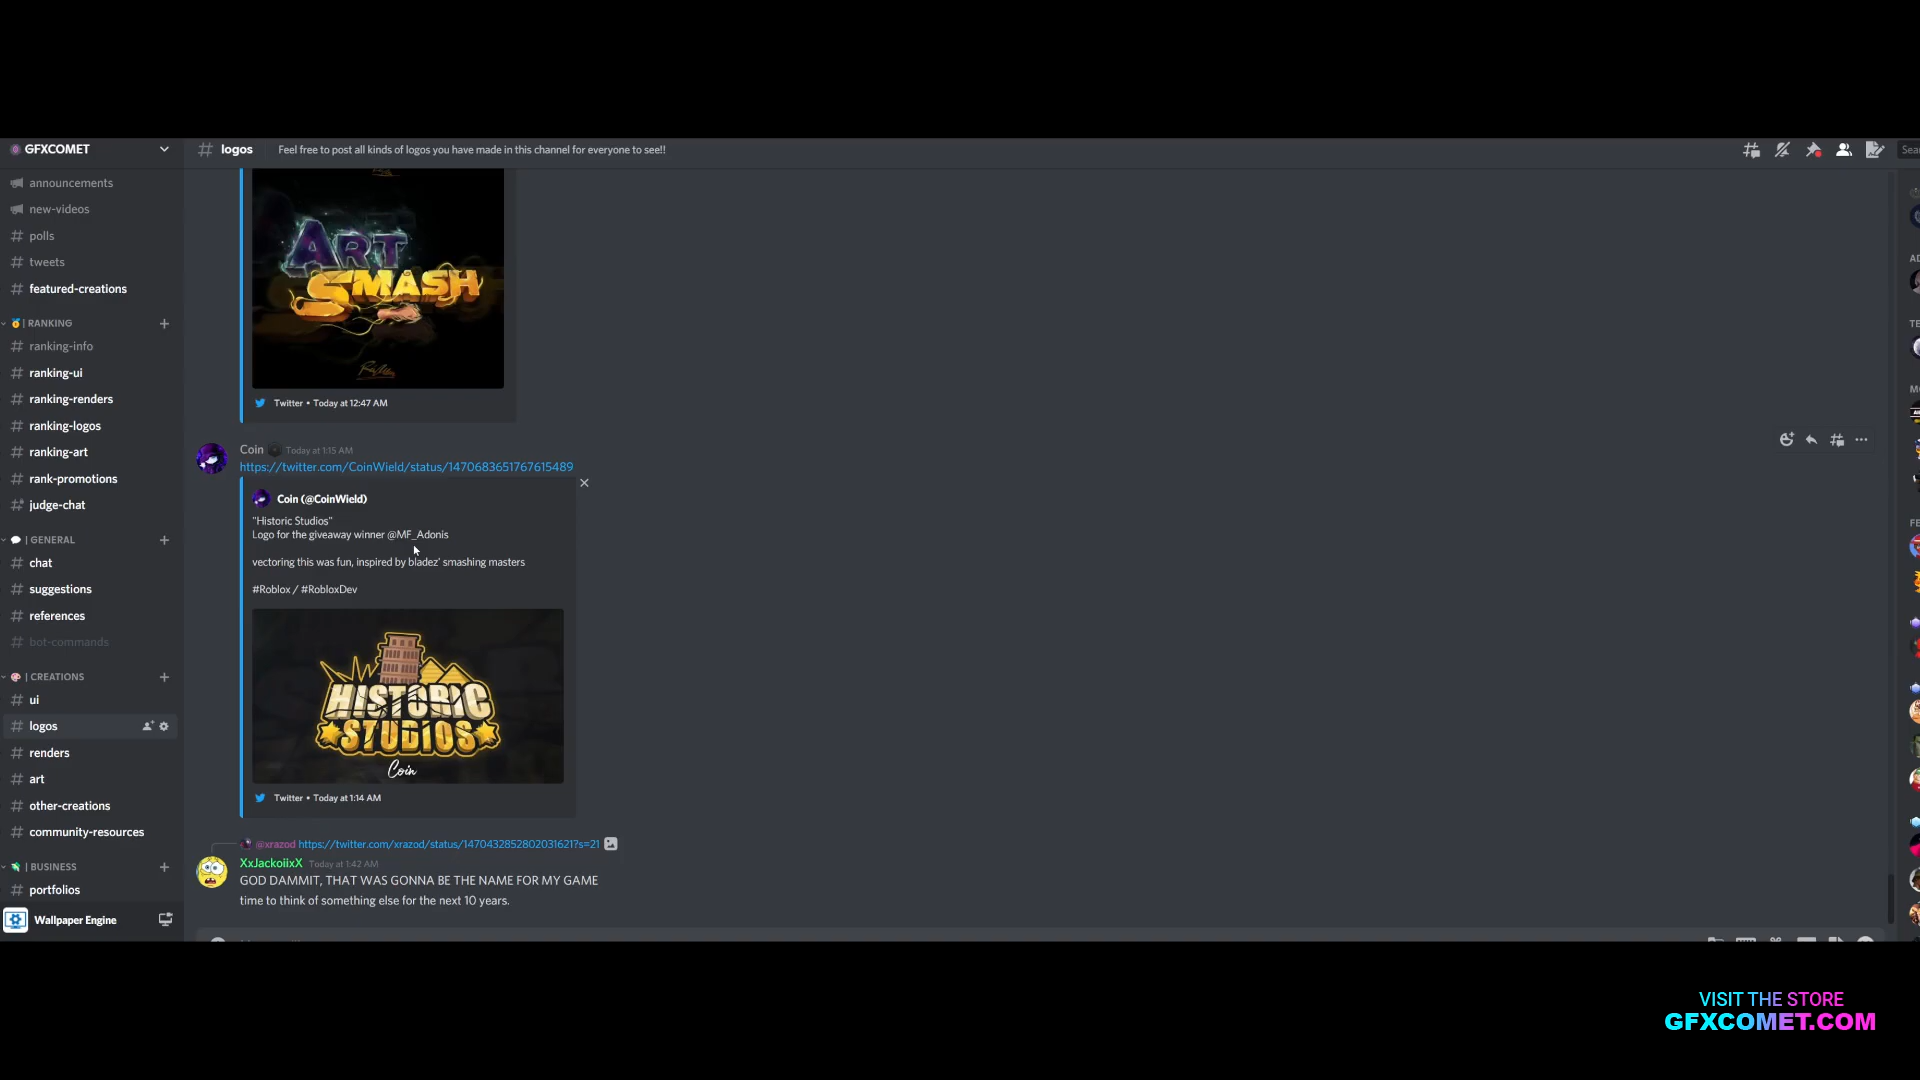 GFXCOMET
announcements
new-videos
polls
tweets
featured-creations
| RANKING
ranking-info
ranking-ui
ranking-renders
ranking-logos
ranking-art
rank-promotions
judge-chat
| GENERAL
chat
suggestions
references
bot-commands
| CREATIONS
ui
logos
renders
art
other-creations
community-resources
| BUSINESS
portfolios
Wallpaper Engine
logos
Feel free to post all kinds of logos you have made in this channel for everyone to see!!
ART
SMASH
Twitter • Today at 12:47 AM
Coin Today at 1:15 AM
https://twitter.com/CoinWield/status/1470683651767615489
Coin (@CoinWield)
"Historic Studios"
Logo for the giveaway winner @MF_Adonis
vectoring this was fun, inspired by bladez' smashing masters
#Roblox / #RobloxDev
HISTORIC
STUDIOS
Coin
Twitter • Today at 1:14 AM
@xrazod https://twitter.com/xrazod/status/1470432852802031621?s=21
XxJackoiixX Today at 1:42 AM
GOD DAMMIT, THAT WAS GONNA BE THE NAME FOR MY GAME
time to think of something else for the next 10 years.
VISIT THE STORE
GFXCOMET.COM